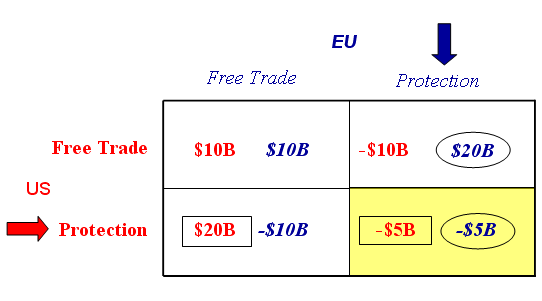 EU
Free Trade Protection
Free Trade $10B $10B -$10B $20B
US
Protection $20B -$10B -$5B -$5B